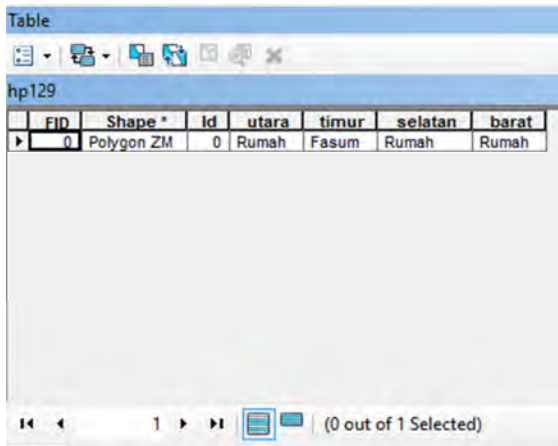 Table
hp129
FID Shape * Id utara timur selatan barat
0 Polygon ZM 0 Rumah Fasum Rumah Rumah
1 (0 out of 1 Selected)